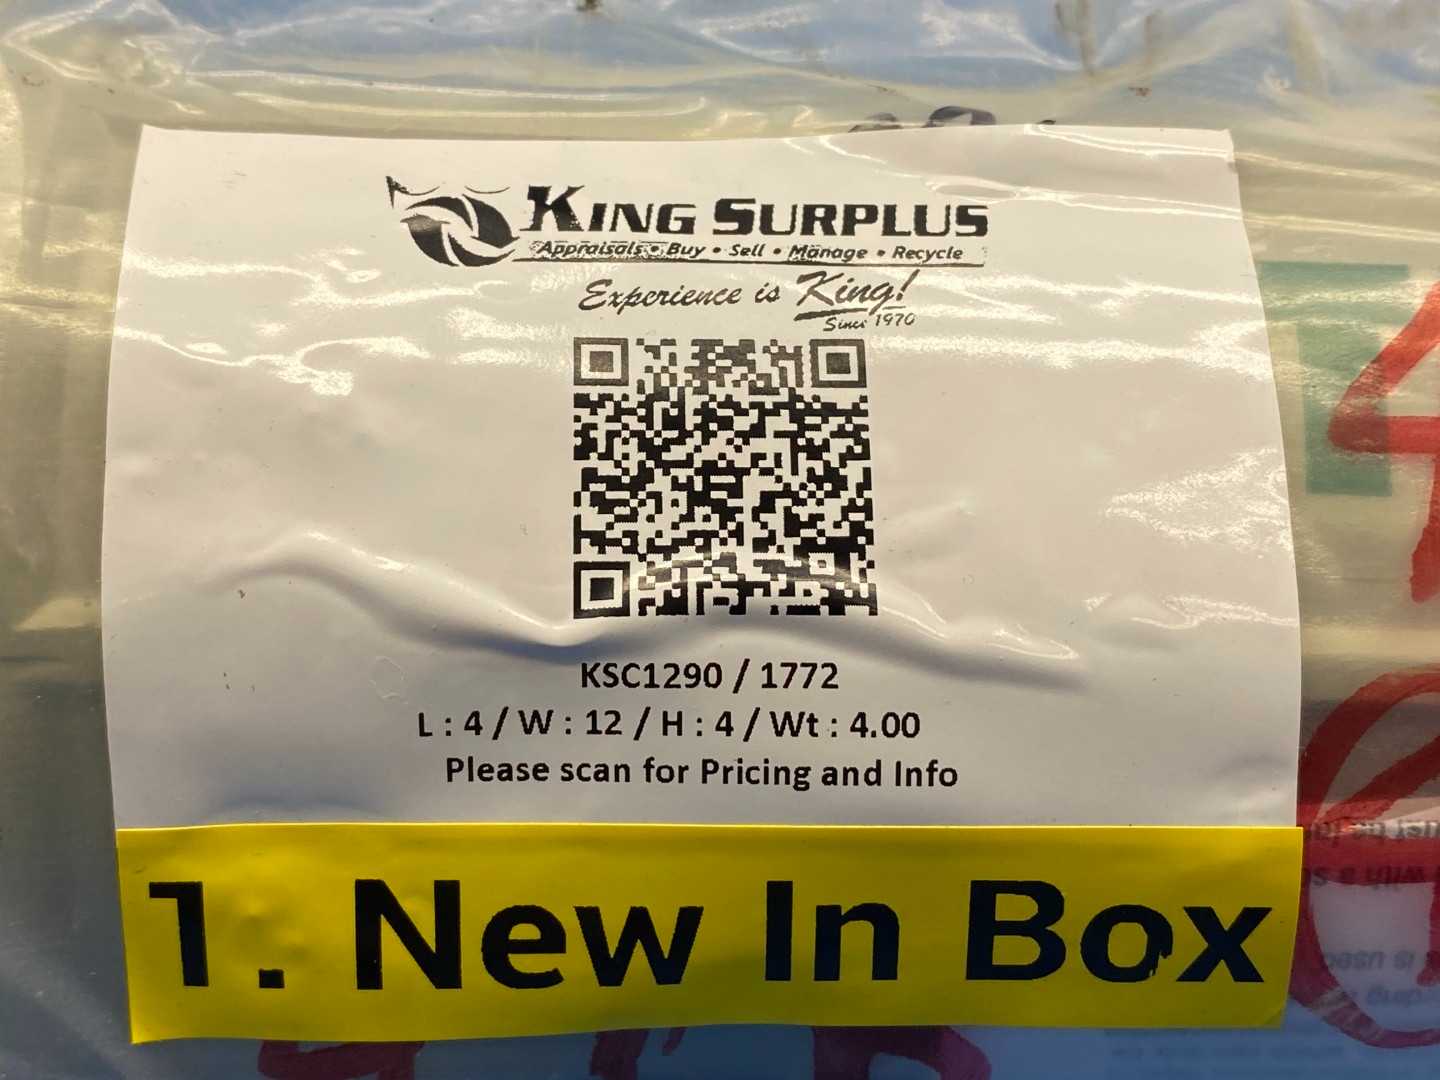 KING SURPLUS
Appraisals • Buy • Sell • Manage • Recycle
Experience is King!
Since 1970
KSC1290 / 1772
L : 4 / W : 12 / H : 4 / Wt : 4.00
Please scan for Pricing and Info
1. New In Box